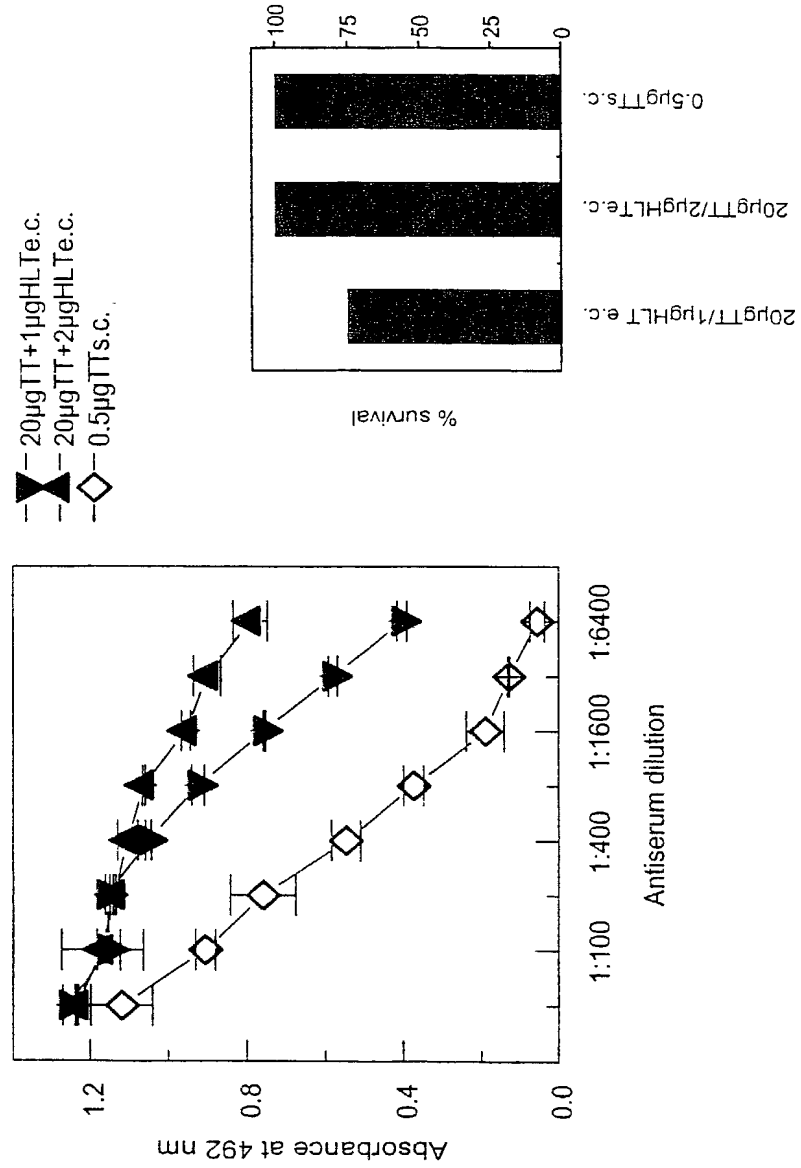 20µgTT+1µgHLTe.c.
20µgTT+2µgHLTe.c.
0.5µgTTs.c.
Absorbance at 492 nm
1.2
0.8
0.4
0.0
1:100
1:400
1:1600
1:6400
Antiserum dilution
% survival
100
75
50
25
0
20µgTT/1µgHLT e.c.
20µgTT/2µgHLTe.c.
0.5µgTTs.c.